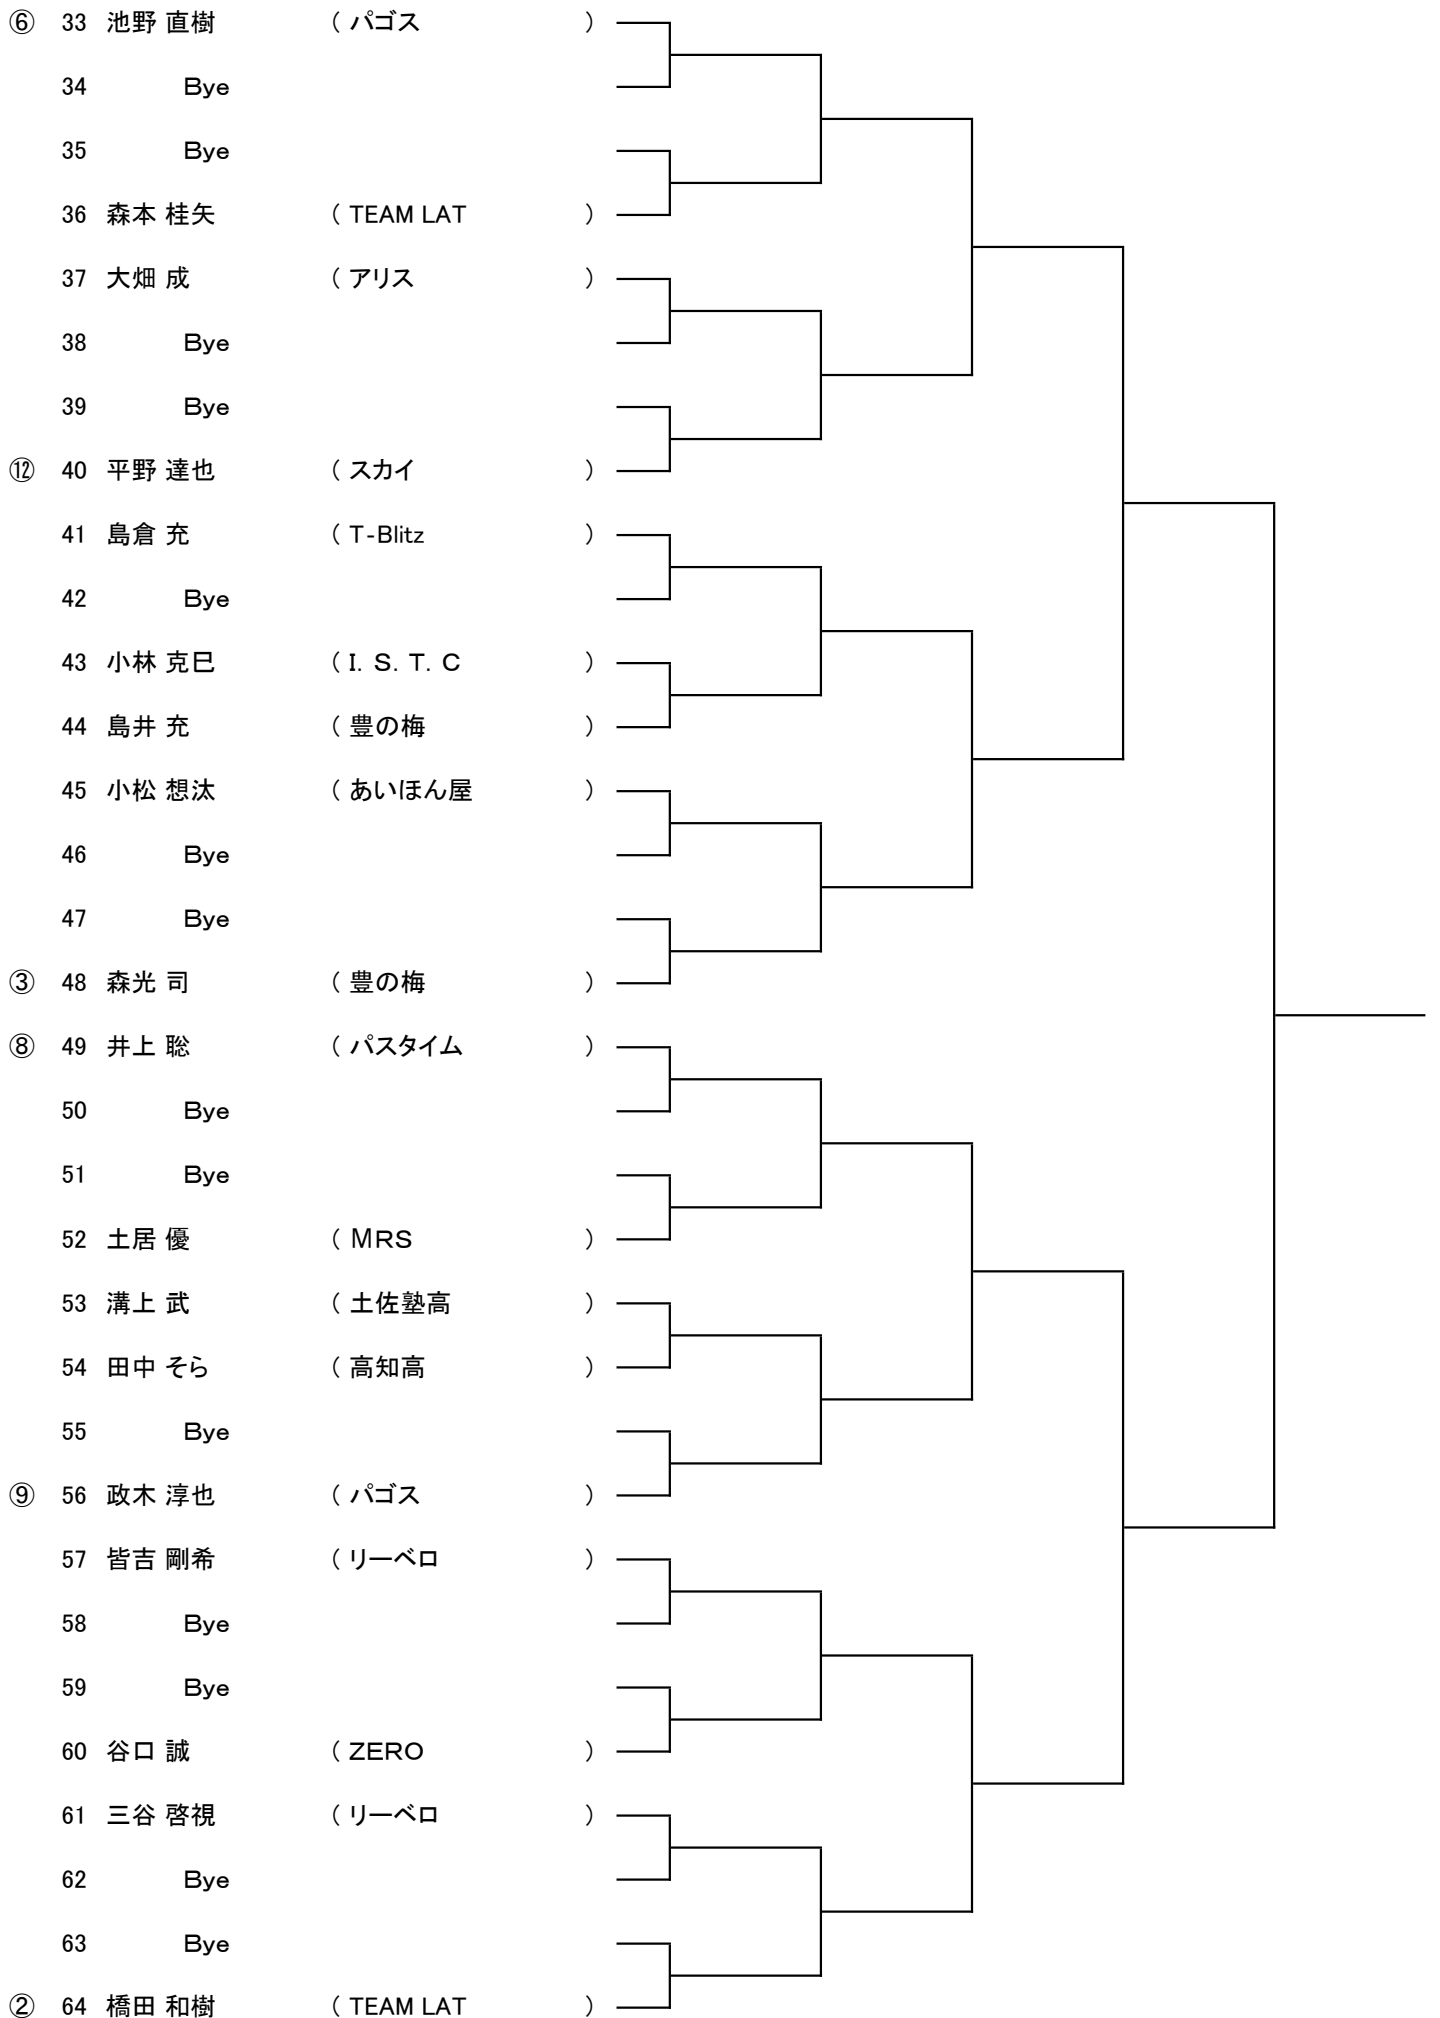 ⑥ 33 池野 直樹 ( パゴス )
34 Bye
35 Bye
36 森本 桂矢 ( TEAM LAT )
37 大畑 成 ( アリス )
38 Bye
39 Bye
⑫ 40 平野 達也 ( スカイ )
41 島倉 充 ( T-Blitz )
42 Bye
43 小林 克巳 ( I. S. T. C )
44 島井 充 ( 豊の梅 )
45 小松 想汰 ( あいほん屋 )
46 Bye
47 Bye
③ 48 森光 司 ( 豊の梅 )
⑧ 49 井上 聡 ( パスタイム )
50 Bye
51 Bye
52 土居 優 ( MRS )
53 溝上 武 ( 土佐塾高 )
54 田中 そら ( 高知高 )
55 Bye
⑨ 56 政木 淳也 ( パゴス )
57 皆吉 剛希 ( リーベロ )
58 Bye
59 Bye
60 谷口 誠 ( ZERO )
61 三谷 啓視 ( リーベロ )
62 Bye
63 Bye
② 64 橋田 和樹 ( TEAM LAT )